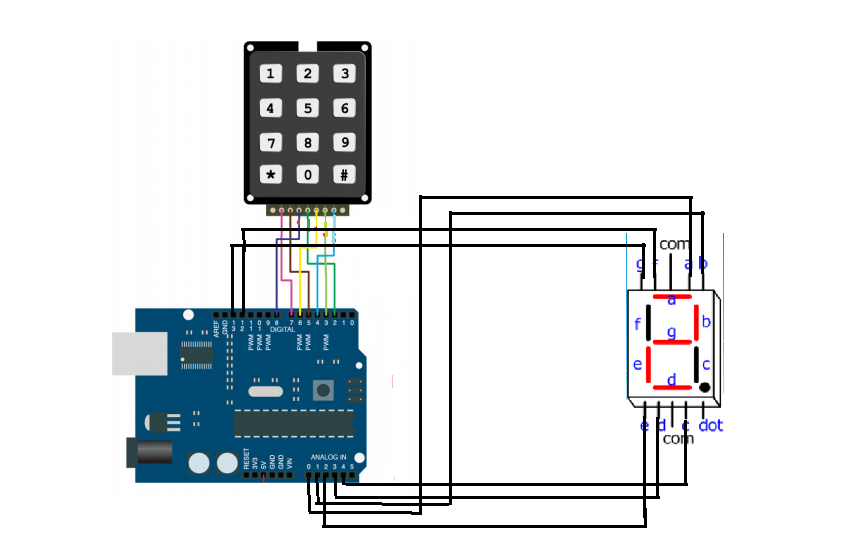 1 2 3
4 5 6
7 8 9
* 0 #
com
g f a b
a
f b
g
e c
d
e d c dot
com
AREF
GND
13
12
11
10
9
8
7
6
5
4
3
2
1
0
PWM
PWM
PWM
DIGITAL
PWM
PWM
PWM
RESET
3V3
5V
GND
GND
VIN
ANALOG IN
0 1 2 3 4 5